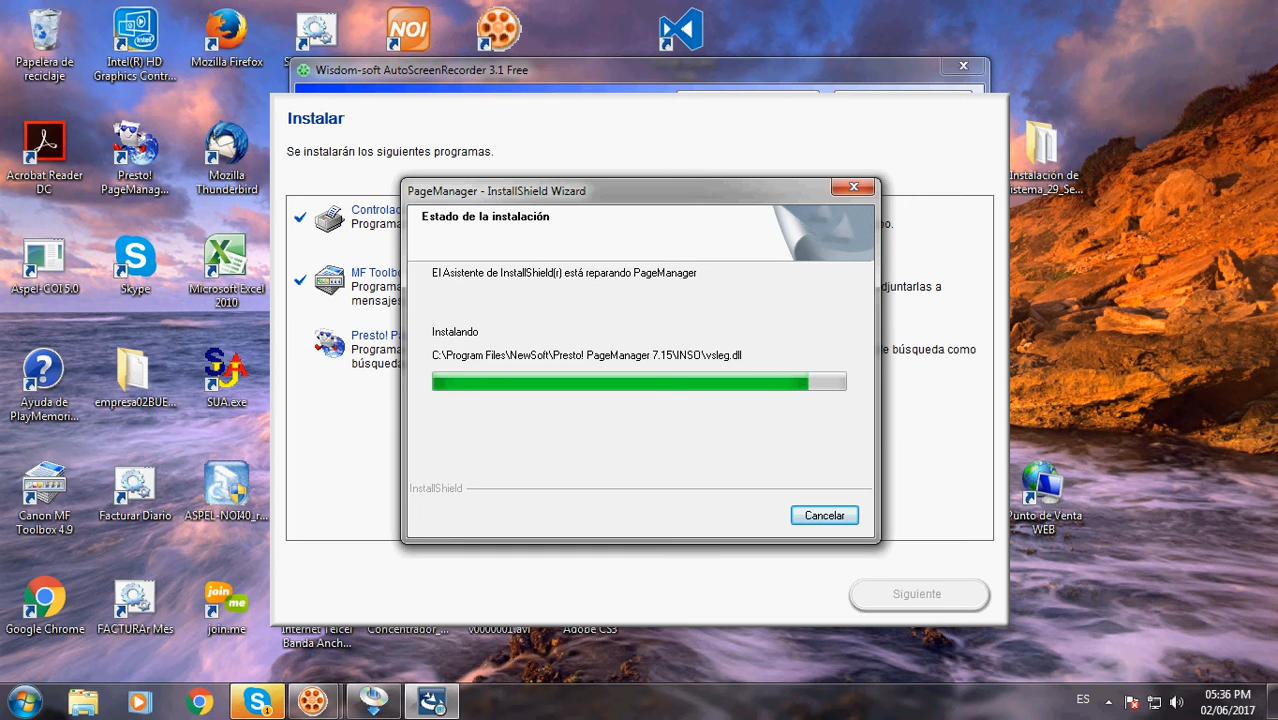 Papelera de
reciclaje
Intel(R) HD
Graphics Contr...
Mozilla Firefox
NOI
Wisdom-soft AutoScreenRecorder 3.1 Free
Instalar
Se instalarán los siguientes programas.
Acrobat Reader
DC
Presto!
PageManag...
Mozilla
Thunderbird
Instalación de
istema_29_Se...
Controlac
Programa
o.
MF Toolbo
Programa
mensajes
djuntarlas a
Presto! P
Programa
búsqueda
e búsqueda como
PageManager - InstallShield Wizard
Estado de la instalación
El Asistente de InstallShield(r) está reparando PageManager
Instalando
C:\Program Files\NewSoft\Presto! PageManager 7.15\INSO\vsleg.dll
InstallShield
Cancelar
Siguiente
Aspel-COI 5.0
Skype
Microsoft Excel
2010
Ayuda de
PlayMemori...
empresa02BUE...
SUA.exe
Canon MF
Toolbox 4.9
Facturar Diario
ASPEL-NOI40_r...
Punto de Venta
WEB
Google Chrome
FACTURAr Mes
join
me
join.me
Internet Telcel
Banda Anch...
Concentrador_...
v0000001.avi
Adobe CS3
ES
05:36 PM
02/06/2017